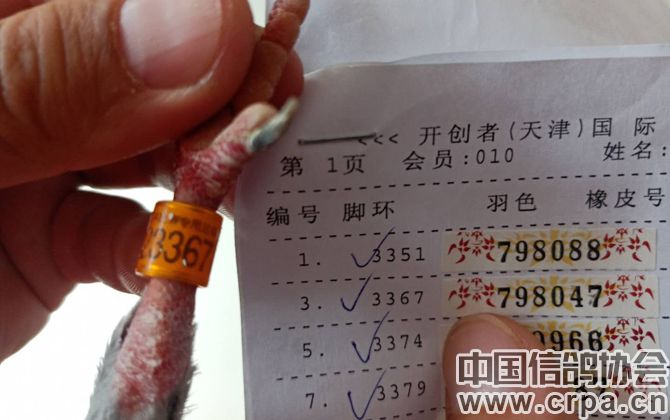 <<< 开创者(天津)国际
第 1页 会员:010 姓名:
编号 脚环 羽色 橡皮号
1. 3351 798088
3. 3367 798047
5. 3374 966
7. 3379
3367
中国信鸽协会
www.crpa.cn